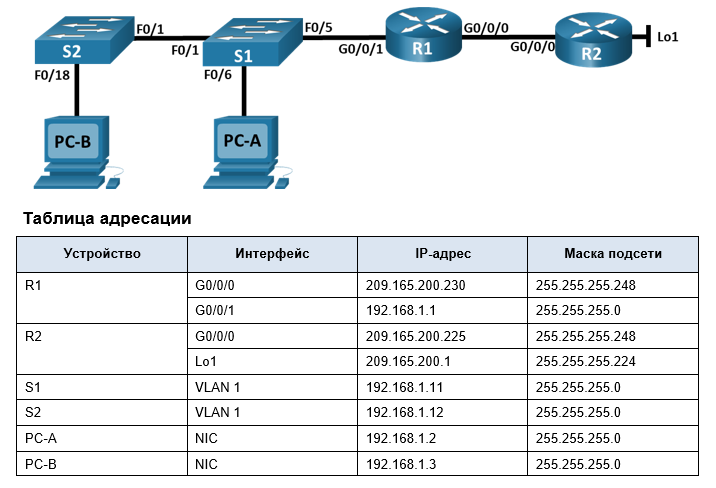 F0/1
F0/5
G0/0/0
Lo1
S2
F0/1
S1
G0/0/1
R1
G0/0/0
R2
F0/18
F0/6
PC-B
PC-A
Таблица адресации
Устройство Интерфейс IP-адрес Маска подсети
R1 G0/0/0 209.165.200.230 255.255.255.248
G0/0/1 192.168.1.1 255.255.255.0
R2 G0/0/0 209.165.200.225 255.255.255.248
Lo1 209.165.200.1 255.255.255.224
S1 VLAN 1 192.168.1.11 255.255.255.0
S2 VLAN 1 192.168.1.12 255.255.255.0
PC-A NIC 192.168.1.2 255.255.255.0
PC-B NIC 192.168.1.3 255.255.255.0